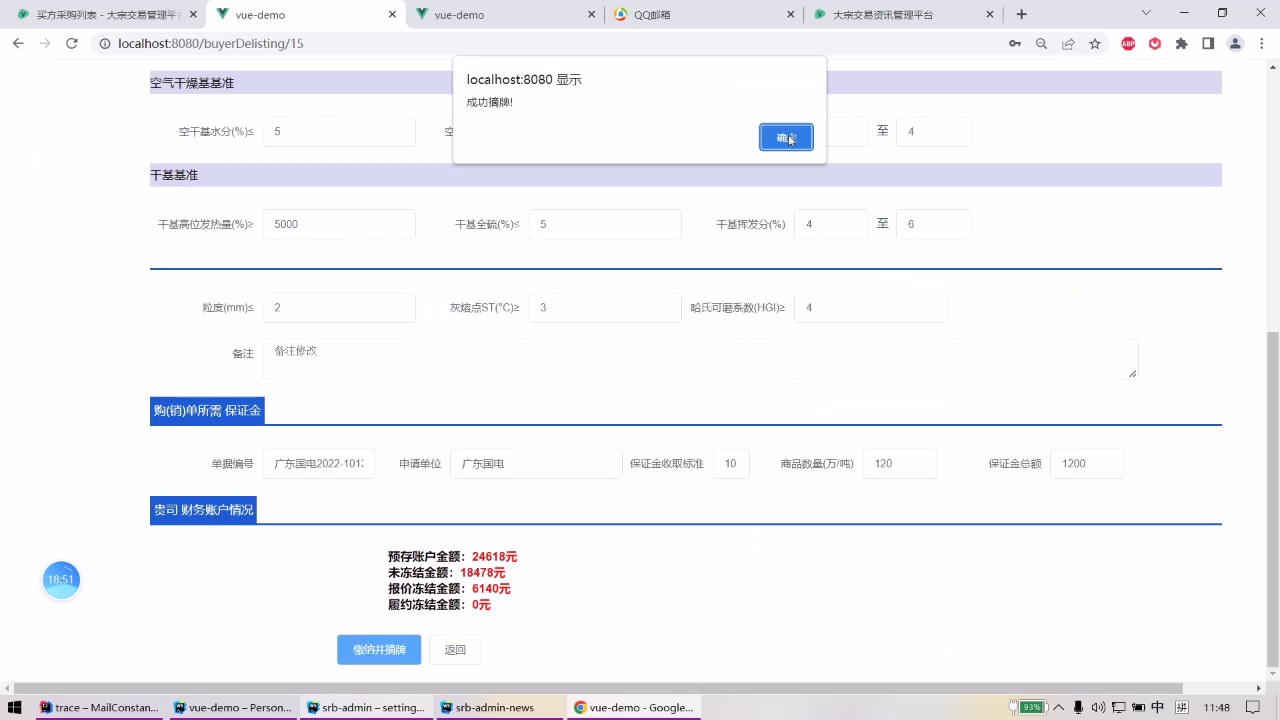 买方采购列表 - 大宗交易管理平
vue-demo
vue-demo
QQ邮箱
大宗交易资讯管理平台
localhost:8080/buyerDelisting/15
ABP
localhost:8080 显示
成功摘牌!
空气干燥基基准
空干基水分(%)≤ 5 至 4
干基基准
干基高位发热量(%)≥ 5000 干基全硫(%)≤ 5 干基挥发分(%) 4 至 6
粒度(mm)≤ 2 灰熔点ST(°C)≥ 3 哈氏可磨系数(HGI)≥ 4
备注 备注修改
购(销)单所需 保证金
单据编号 广东国电2022-101 申请单位 广东国电 保证金收取标准 10 商品数量(万/吨) 120 保证金总额 1200
贵司 财务账户情况
预存账户金额：24618元
未冻结金额：18478元
报价冻结金额：6140元
履约冻结金额：0元
18:51
缴纳并摘牌 返回
trace – MailConstan... vue-demo – Person... srb-admin – setting... srb-admin-news vue-demo - Google... 93% 中 拼 11:48